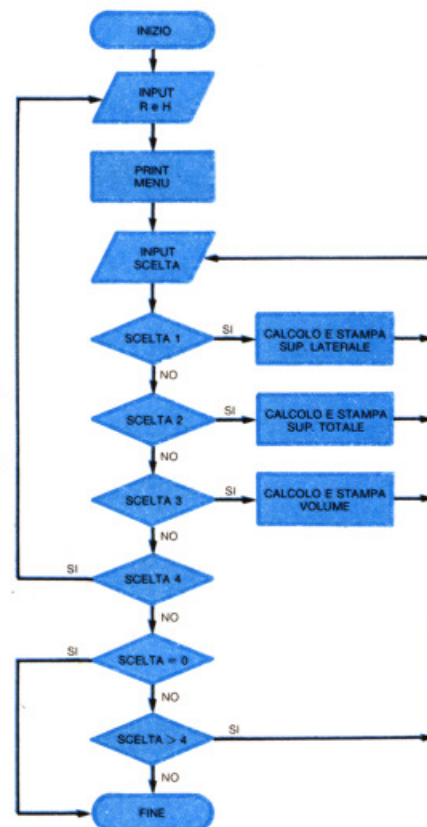 INIZIO
INPUT
R e H
PRINT
MENU
INPUT
SCELTA
SCELTA 1
SI
CALCOLO E STAMPA
SUP. LATERALE
NO
SCELTA 2
SI
CALCOLO E STAMPA
SUP. TOTALE
NO
SCELTA 3
SI
CALCOLO E STAMPA
VOLUME
NO
SI
SCELTA 4
NO
SI
SCELTA = 0
NO
SCELTA > 4
SI
NO
FINE